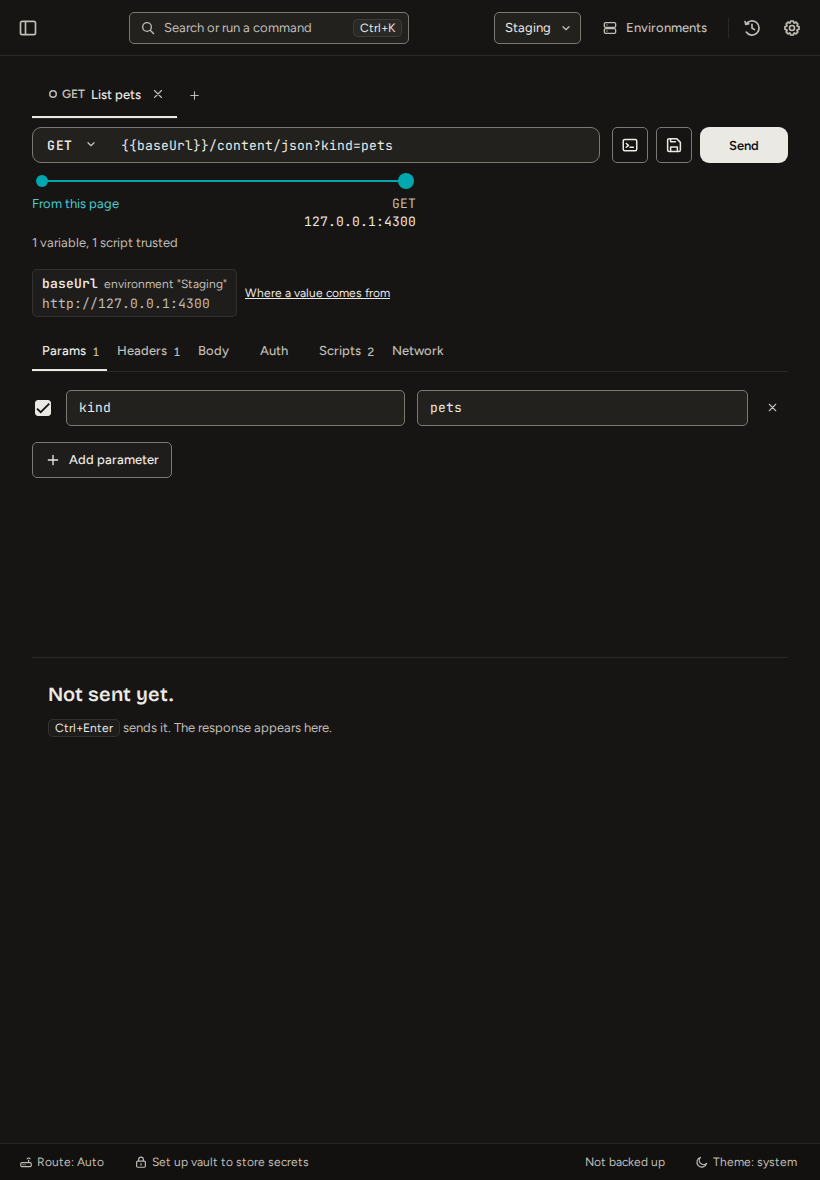 Search or run a command Ctrl+K Staging Environments
GET List pets
GET {{baseUrl}}/content/json?kind=pets Send
From this page GET
127.0.0.1:4300
1 variable, 1 script trusted
baseUrl environment "Staging"
http://127.0.0.1:4300
Where a value comes from
Params 1 Headers 1 Body Auth Scripts 2 Network
kind pets
Add parameter
Not sent yet.
Ctrl+Enter sends it. The response appears here.
Route: Auto Set up vault to store secrets Not backed up Theme: system